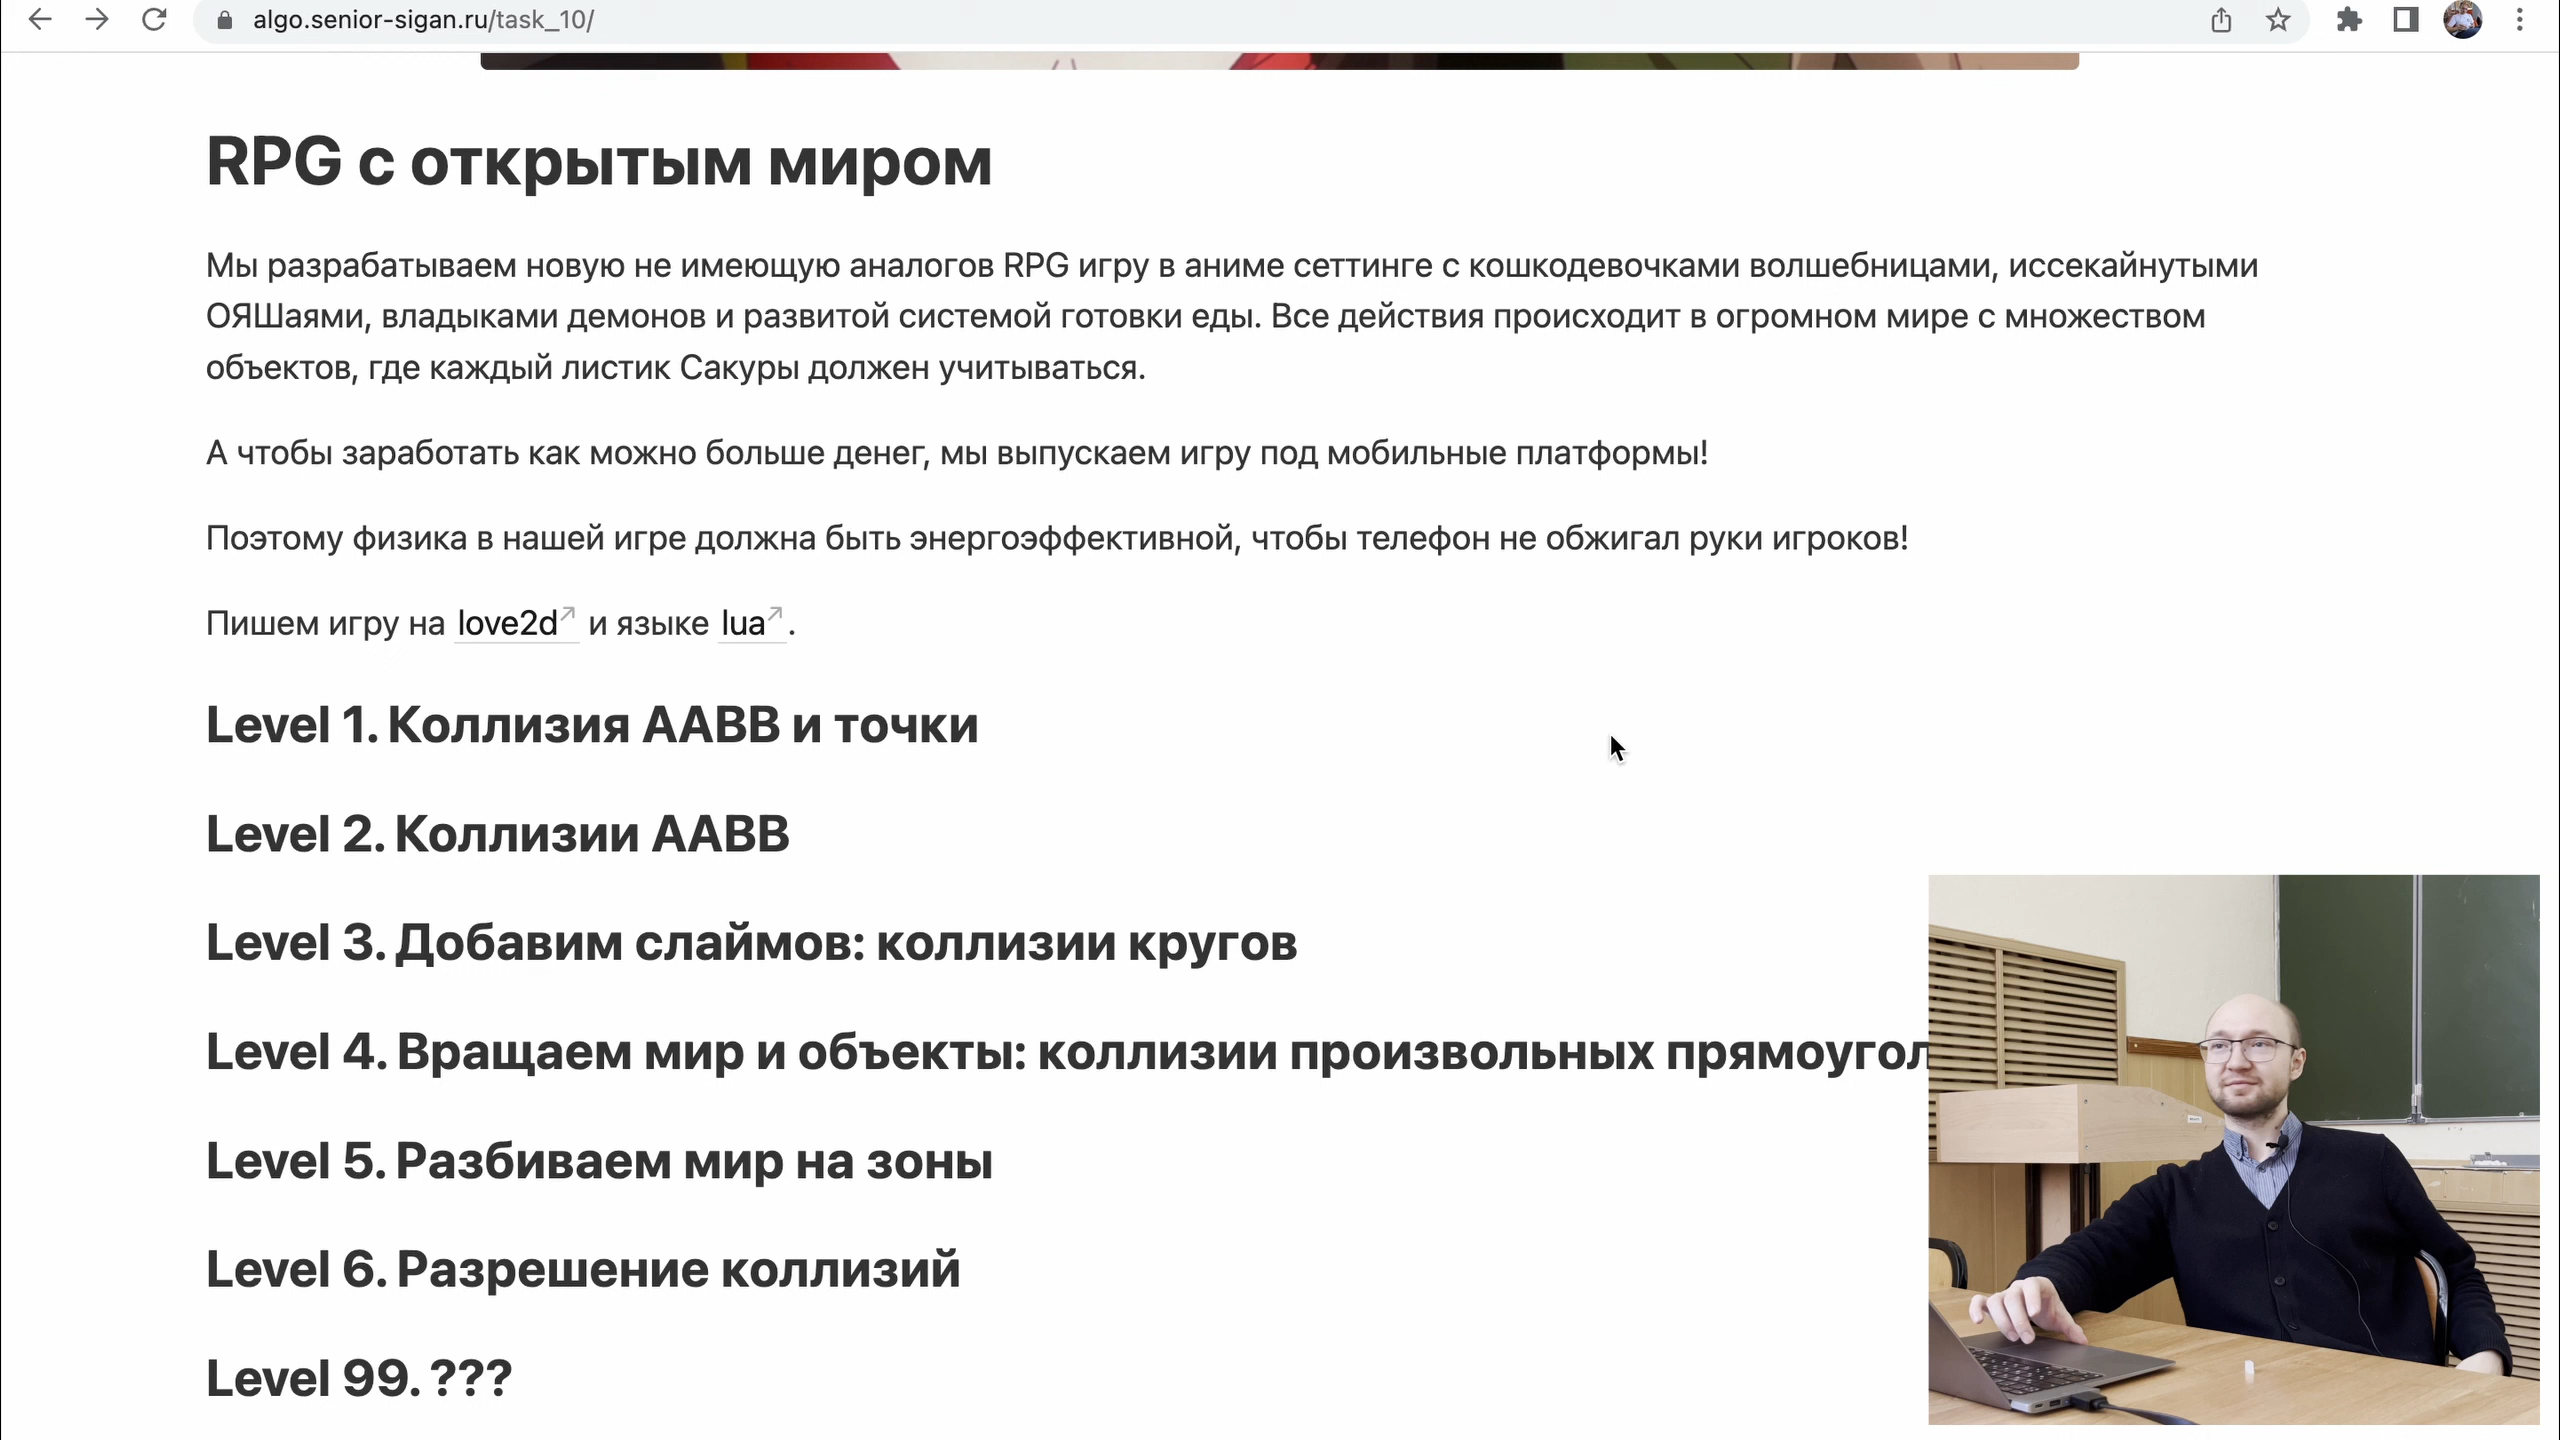 algo.senior-sigan.ru/task_10/
RPG с открытым миром
Мы разрабатываем новую не имеющую аналогов RPG игру в аниме сеттинге с кошкодевочками волшебницами, иссекайнутыми
ОЯШаями, владыками демонов и развитой системой готовки еды. Все действия происходит в огромном мире с множеством
объектов, где каждый листик Сакуры должен учитываться.
А чтобы заработать как можно больше денег, мы выпускаем игру под мобильные платформы!
Поэтому физика в нашей игре должна быть энергоэффективной, чтобы телефон не обжигал руки игроков!
Пишем игру на love2d и языке lua.
Level 1. Коллизия AABB и точки
Level 2. Коллизии AABB
Level 3. Добавим слаймов: коллизии кругов
Level 4. Вращаем мир и объекты: коллизии произвольных прямоугол
Level 5. Разбиваем мир на зоны
Level 6. Разрешение коллизий
Level 99. ???